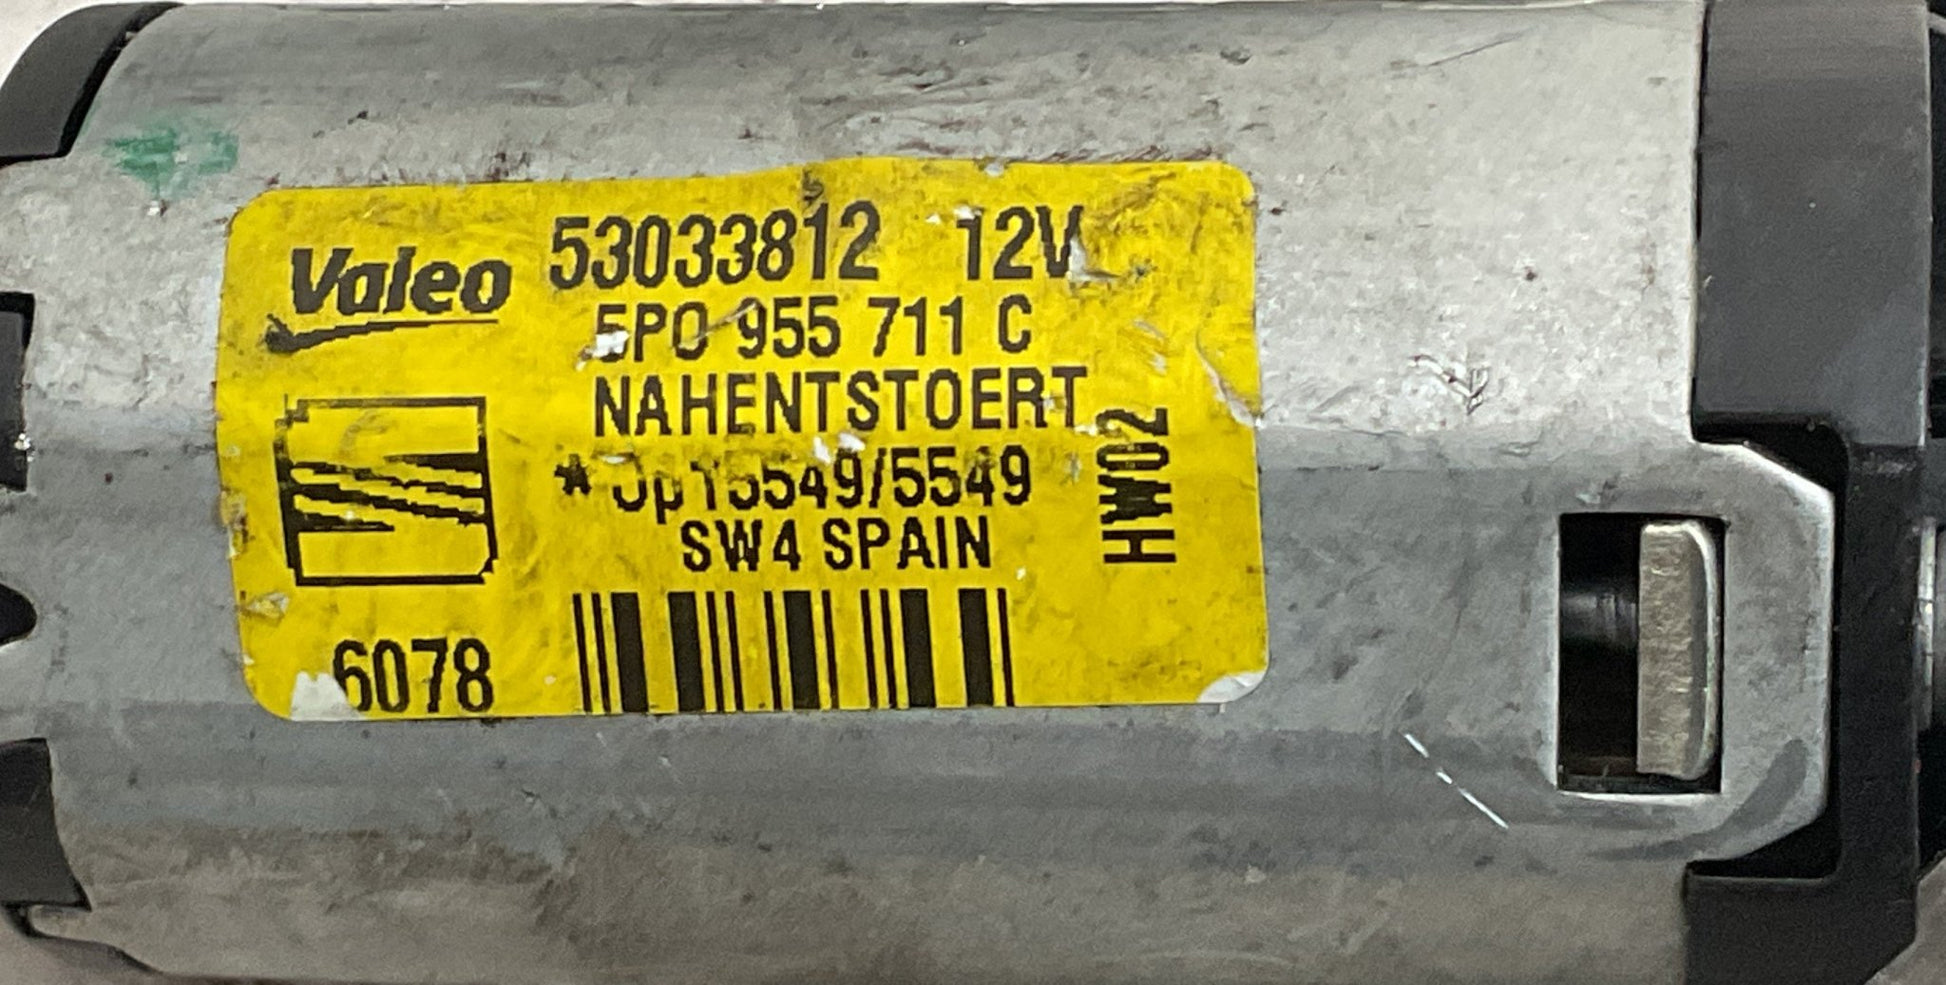 Valeo
53033812 12V
5P0 955 711 C
NAHENTSTOERT
SW4 SPAIN
HW02
6078